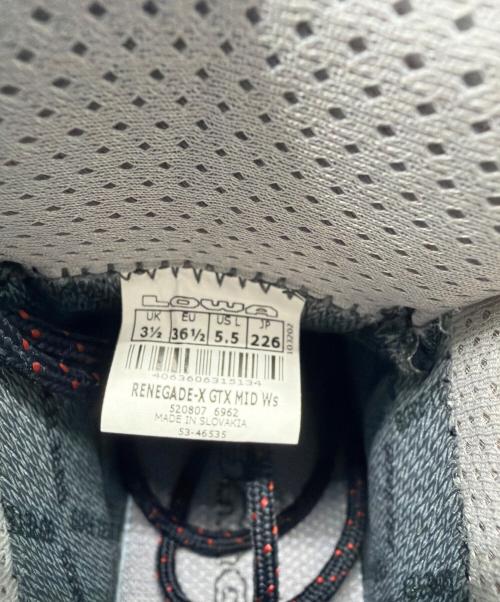 LOWA
UK EU US L JP
3½ 36½ 5.5 226
103202
4063606315134
RENEGADE-X GTX MID Ws
520807 6962
MADE IN SLOVAKIA
53-46535